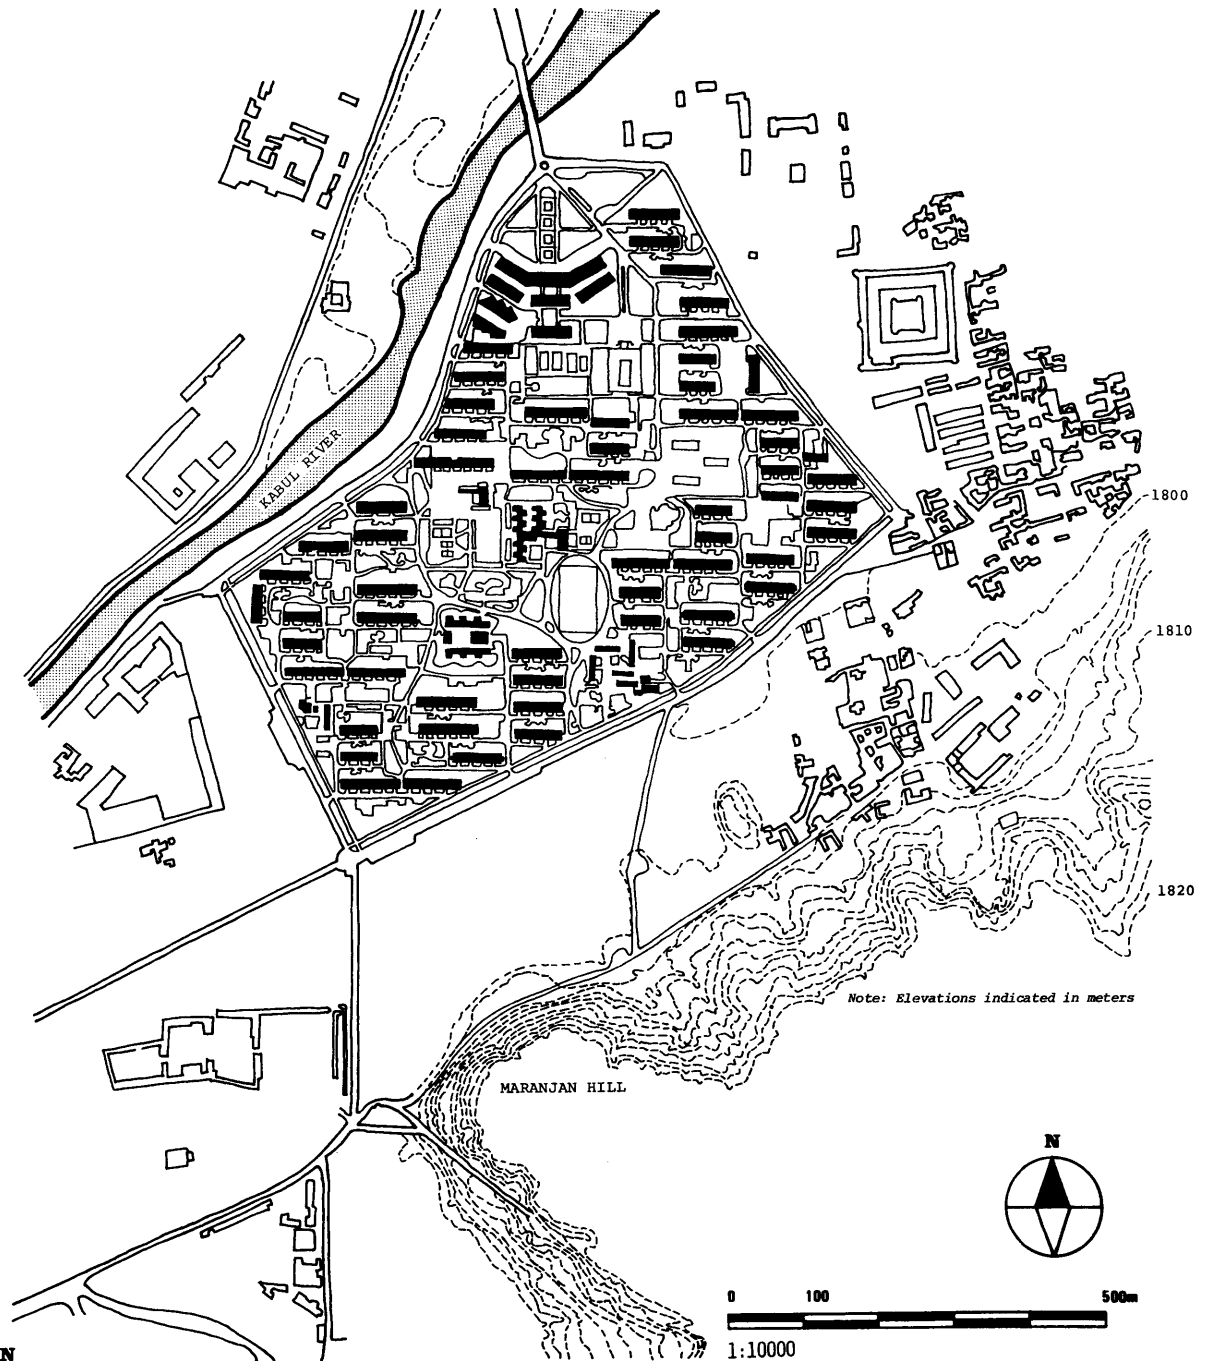 KABUL RIVER
1800
1810
1820
Note: Elevations indicated in meters
MARANJAN HILL
N
0 100 500m
1:10000
N